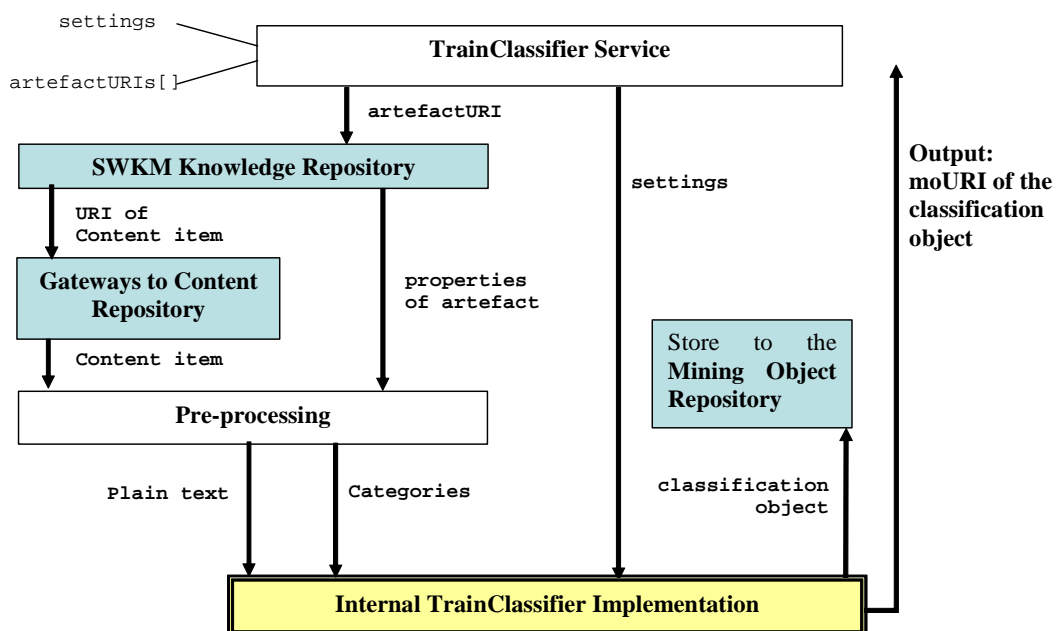 settings
TrainClassifier Service
artefactURIs[]
artefactURI
SWKM Knowledge Repository
settings
Output:
moURI of the
classification
object
URI of
Content item
Gateways to Content
Repository
properties
of artefact
Content item
Store to the
Mining Object
Repository
Pre-processing
Plain text
Categories
classification
object
Internal TrainClassifier Implementation